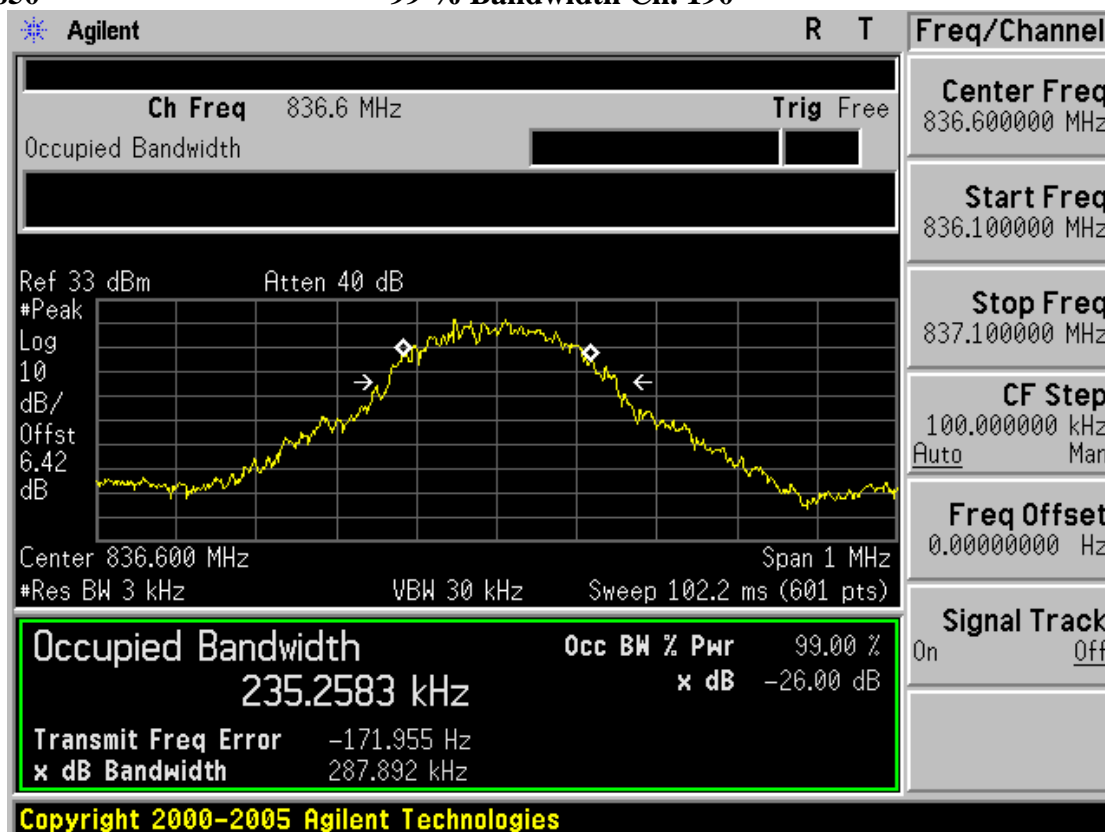 99 % Bandwidth Ch. 190
Agilent R T Freq/Channel
Ch Freq 836.6 MHz Trig Free
Occupied Bandwidth
Center Freq
836.600000 MHz
Start Freq
836.100000 MHz
Stop Freq
837.100000 MHz
CF Step
100.000000 kHz
Auto Man
Freq Offset
0.00000000 Hz
Signal Track
On Off
Ref 33 dBm Atten 40 dB
#Peak
Log
10
dB/
Offst
6.42
dB
Center 836.600 MHz Span 1 MHz
#Res BW 3 kHz VBW 30 kHz Sweep 102.2 ms (601 pts)
Occupied Bandwidth
235.2583 kHz
Occ BW % Pwr 99.00 %
x dB -26.00 dB
Transmit Freq Error -171.955 Hz
x dB Bandwidth 287.892 kHz
Copyright 2000-2005 Agilent Technologies